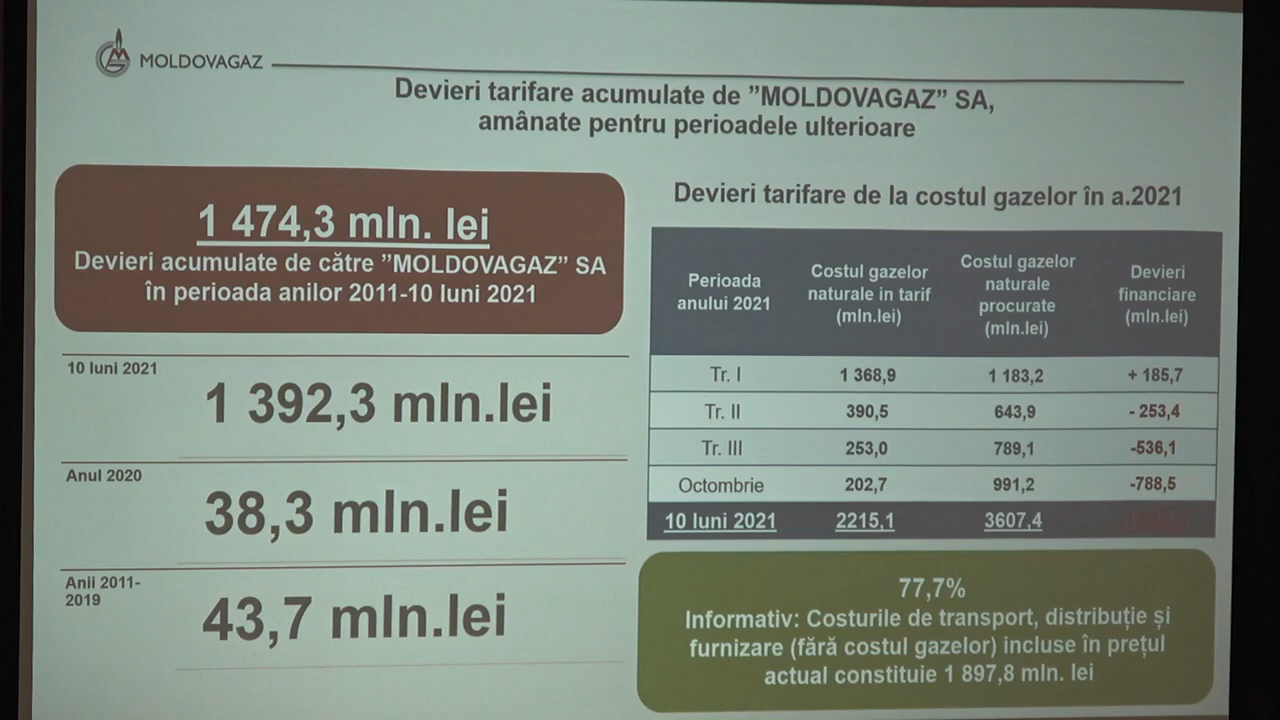 MOLDOVAGAZ
Devieri tarifare acumulate de ”MOLDOVAGAZ” SA,
amânate pentru perioadele ulterioare
1 474,3 mln. lei
Devieri acumulate de către ”MOLDOVAGAZ” SA
în perioada anilor 2011-10 luni 2021
10 luni 2021
1 392,3 mln.lei
Anul 2020
38,3 mln.lei
Anii 2011-
2019
43,7 mln.lei
Devieri tarifare de la costul gazelor în a.2021
Perioada
anului 2021
Costul gazelor
naturale in tarif
(mln.lei)
Costul gazelor
naturale
procurate
(mln.lei)
Devieri
financiare
(mln.lei)
Tr. I 1 368,9 1 183,2 + 185,7
Tr. II 390,5 643,9 - 253,4
Tr. III 253,0 789,1 -536,1
Octombrie 202,7 991,2 -788,5
10 luni 2021 2215,1 3607,4
77,7%
Informativ: Costurile de transport, distribuție și
furnizare (fără costul gazelor) incluse în prețul
actual constituie 1 897,8 mln. lei